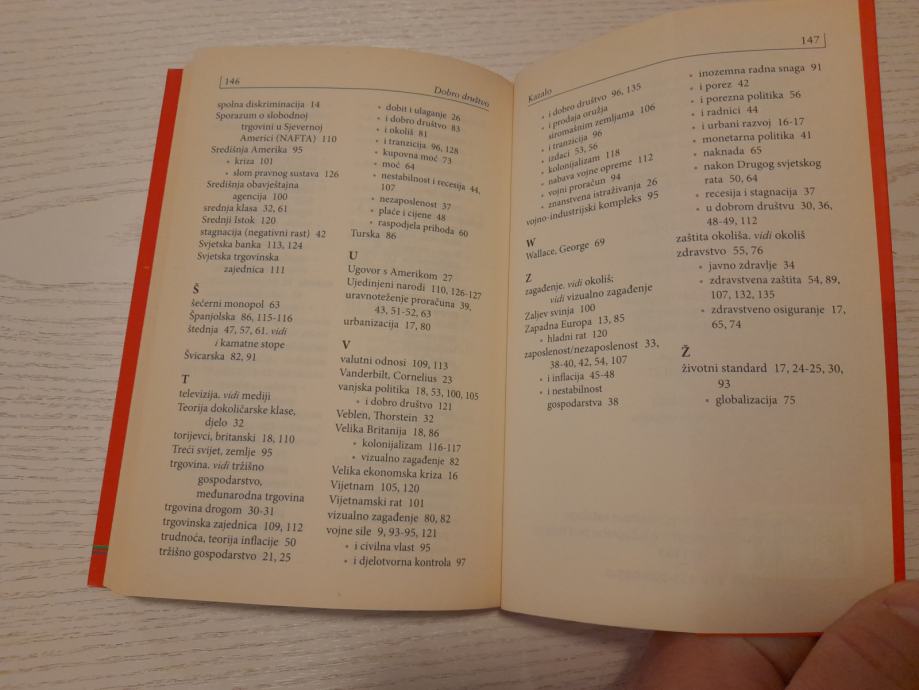 146
Dobro društvo
spolna diskriminacija 14
Sporazum o slobodnoj
trgovini u Sjevernoj
Americi (NAFTA) 110
Središnja Amerika 95
• kriza 101
• slom pravnog sustava 126
Središnja obavještajna
agencija 100
srednja klasa 32, 61
Srednji Istok 120
stagnacija (negativni rast) 42
Svjetska banka 113, 124
Svjetska trgovinska
zajednica 111
Š
šećerni monopol 63
Španjolska 86, 115-116
štednja 47, 57, 61. vidi
i kamatne stope
Švicarska 82, 91
T
televizija. vidi mediji
Teorija dokoličarske klase,
djelo 32
torijevci, britanski 18, 110
Treći svijet, zemlje 95
trgovina. vidi tržišno
gospodarstvo,
međunarodna trgovina
trgovina drogom 30-31
trgovinska zajednica 109, 112
trudnoća, teorija inflacije 50
tržišno gospodarstvo 21, 25
• dobit i ulaganje 26
• i dobro društvo 83
• i okoliš 81
• i tranzicija 96, 128
• kupovna moć 73
• moć 64
• nestabilnost i recesija 44,
107
• nezaposlenost 37
• plaće i cijene 48
• raspodjela prihoda 60
Turska 86
U
Ugovor s Amerikom 27
Ujedinjeni narodi 110, 126-127
uravnoteženje proračuna 39,
43, 51-52, 63
urbanizacija 17, 80
V
valutni odnosi 109, 113
Vanderbilt, Cornelius 23
vanjska politika 18, 53, 100, 105
• i dobro društvo 121
Veblen, Thorstein 32
Velika Britanija 18, 86
• kolonijalizam 116-117
• vizualno zagađenje 82
Velika ekonomska kriza 16
Vijetnam 105, 120
Vijetnamski rat 101
vizualno zagađenje 80, 82
vojne sile 9, 93-95, 121
• i civilna vlast 95
• i djelotvorna kontrola 97
Kazalo
147
• i dobro društvo 96, 135
• i prodaja oružja
siromašnim zemljama 106
• i tranzicija 96
• izdaci 53, 56
• kolonijalizam 118
• nabava vojne opreme 112
• vojni proračun 94
• znanstvena istraživanja 26
vojno-industrijski kompleks 95
W
Wallace, George 69
Z
zagađenje. vidi okoliš;
vidi vizualno zagađenje
Zaljev svinja 100
Zapadna Europa 13, 85
• hladni rat 120
zaposlenost/nezaposlenost 33,
38-40, 42, 54, 107
• i inflacija 45-48
• i nestabilnost
gospodarstva 38
• inozemna radna snaga 91
• i porez 42
• i porezna politika 56
• i radnici 44
• i urbani razvoj 16-17
• monetarna politika 41
• naknada 65
• nakon Drugog svjetskog
rata 50, 64
• recesija i stagnacija 37
• u dobrom društvu 30, 36,
48-49, 112
zaštita okoliša. vidi okoliš
zdravstvo 55, 76
• javno zdravlje 34
• zdravstvena zaštita 54, 89,
107, 132, 135
• zdravstveno osiguranje 17,
65, 74
Ž
životni standard 17, 24-25, 30,
93
• globalizacija 75